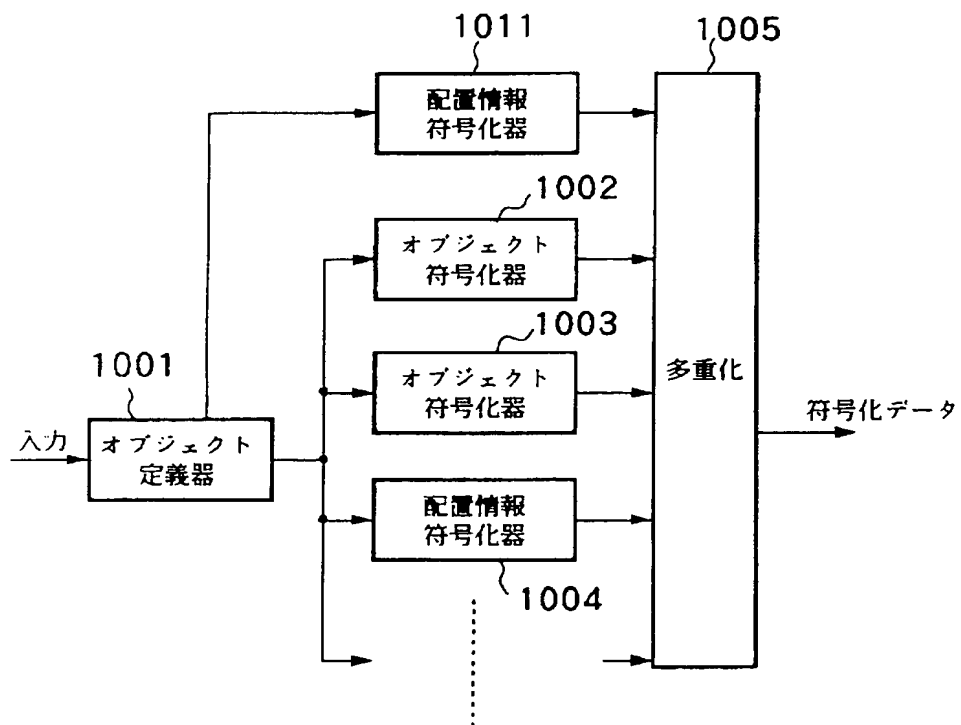 1011
1005
配置情報
符号化器
1002
オブジェクト
符号化器
1003
オブジェクト
符号化器
多重化
1001
入力
オブジェクト
定義器
符号化データ
配置情報
符号化器
1004